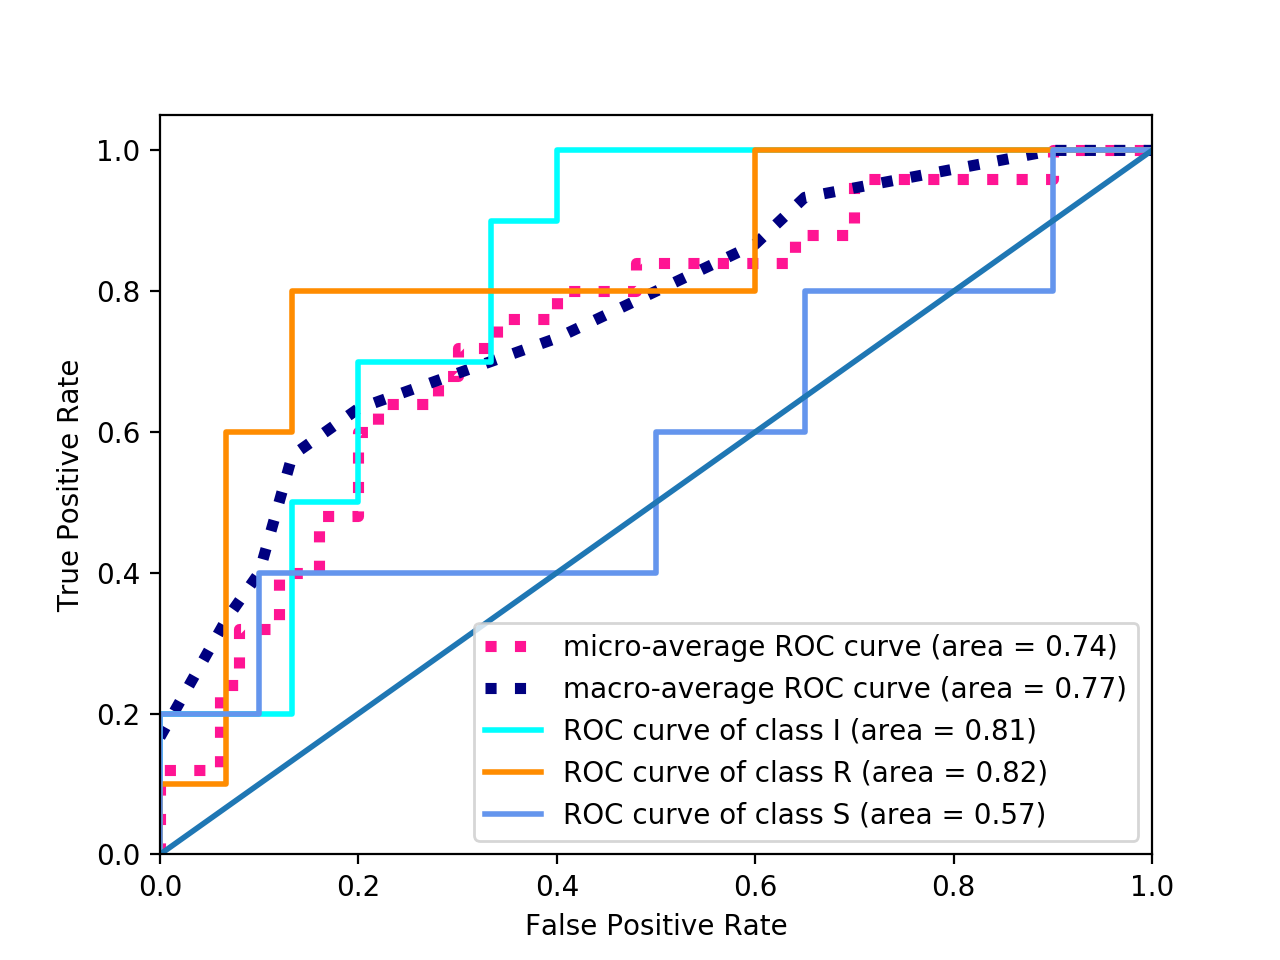 1.0
0.8
0.6
0.4
0.2
0.0
True Positive Rate
micro-average ROC curve (area = 0.74)
macro-average ROC curve (area = 0.77)
ROC curve of class I (area = 0.81)
ROC curve of class R (area = 0.82)
ROC curve of class S (area = 0.57)
0.0 0.2 0.4 0.6 0.8 1.0
False Positive Rate